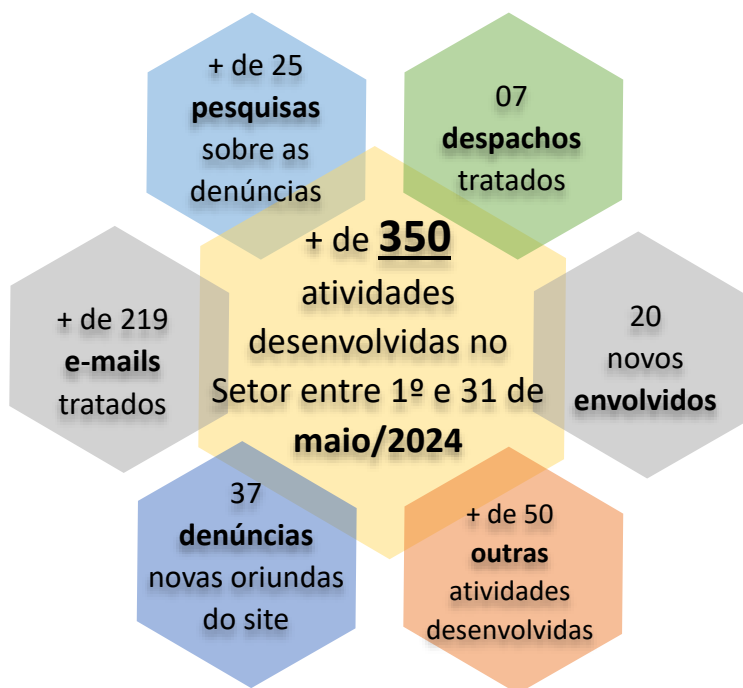 + de 25
pesquisas
sobre as
denúncias
07
despachos
tratados
+ de 350
atividades
desenvolvidas no
Setor entre 1º e 31 de
maio/2024
+ de 219
e-mails
tratados
20
novos
envolvidos
37
denúncias
novas oriundas
do site
+ de 50
outras
atividades
desenvolvidas